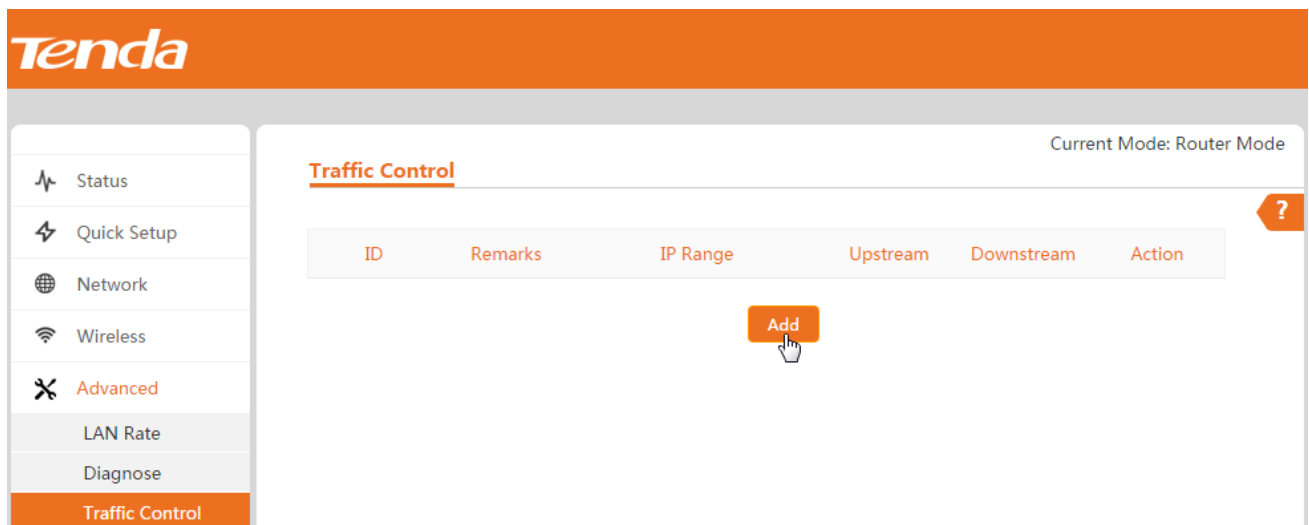 Tenda
Current Mode: Router Mode
Traffic Control
Status
?
Quick Setup
ID Remarks IP Range Upstream Downstream Action
Network
Add
Wireless
Advanced
LAN Rate
Diagnose
Traffic Control